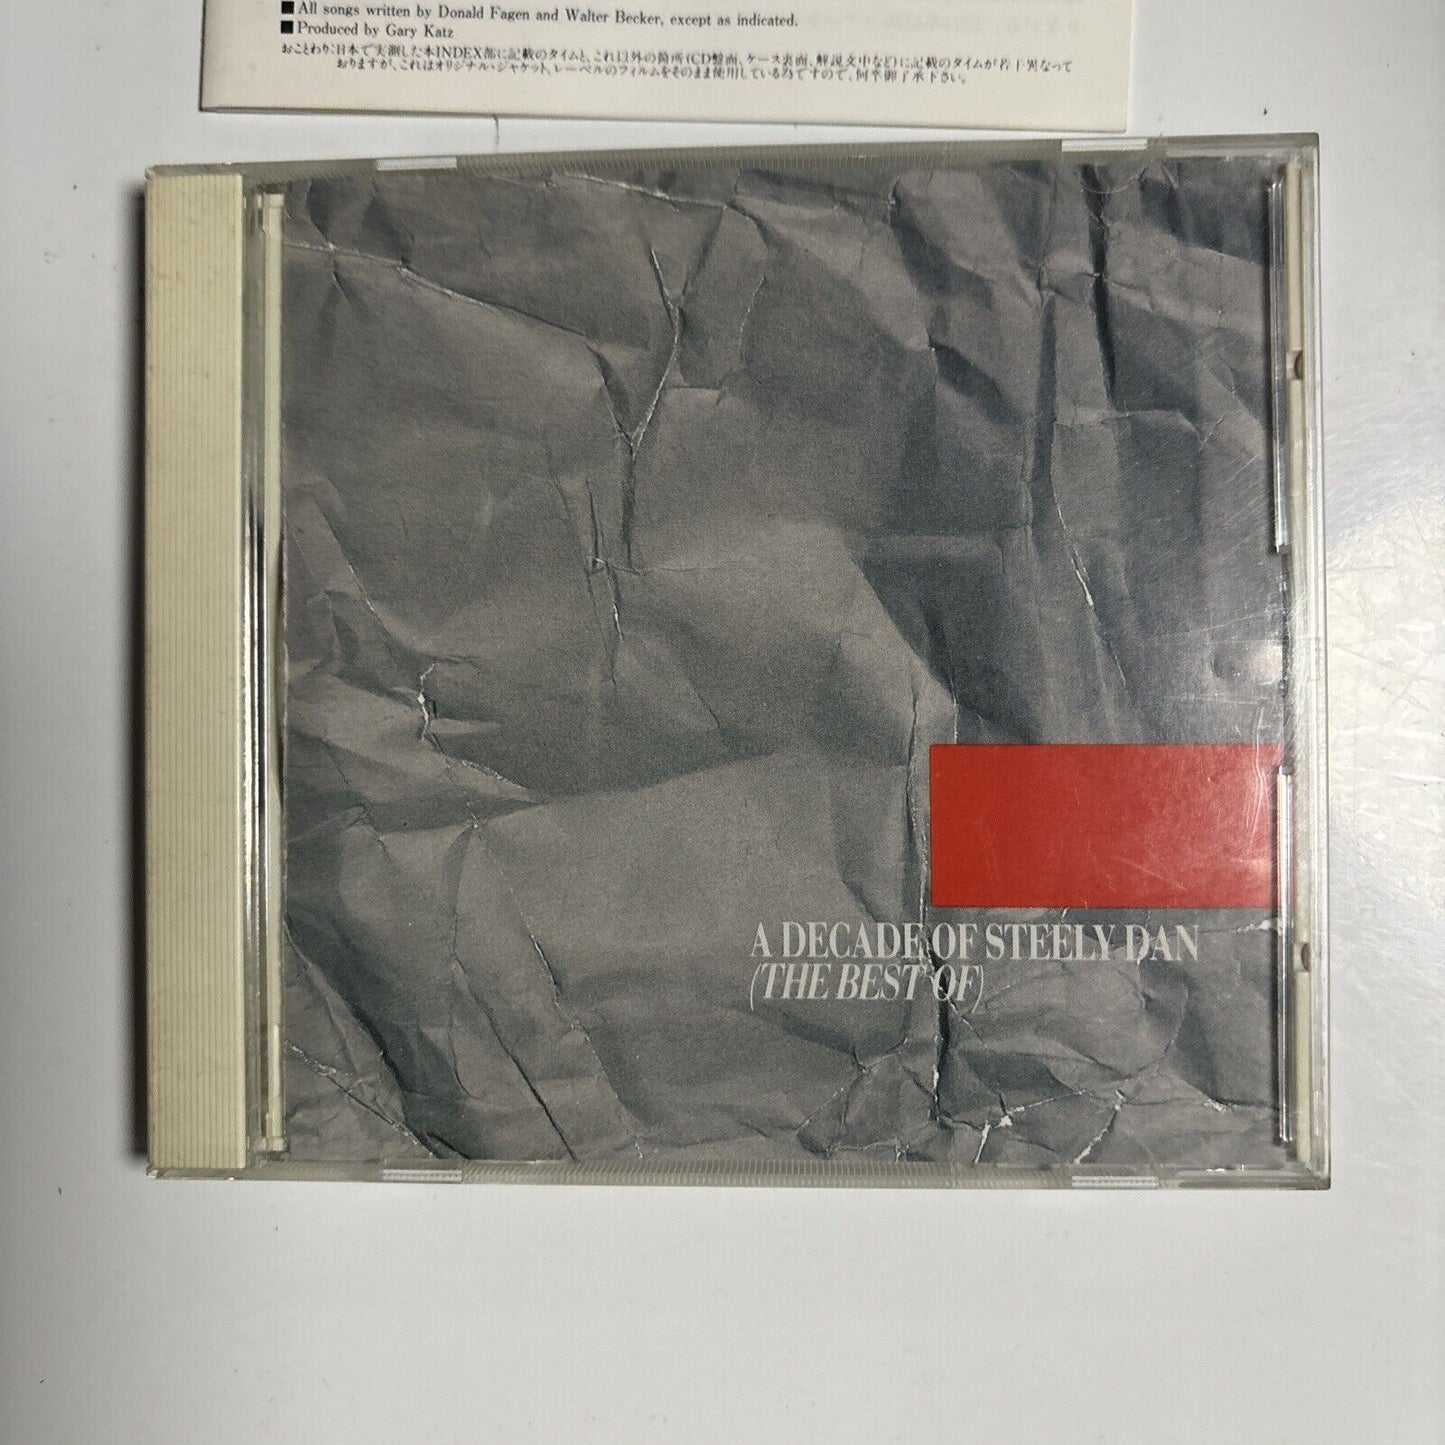 ■All songs written by Donald Fagen and Walter Becker, except as indicated.
■Produced by Gary Katz
おことわり:日本で実測した本INDEX部に記載のタイムと、これ以外の箇所(CD盤面、ケース裏面、解説文中など)に記載のタイムが若干異なって
おりますが、これはオリジナル・ジャケット、レーベルのフィルムをそのまま使用している為ですので、何卒御了承下さい。
A DECADE OF STEELY DAN
(THE BEST OF)